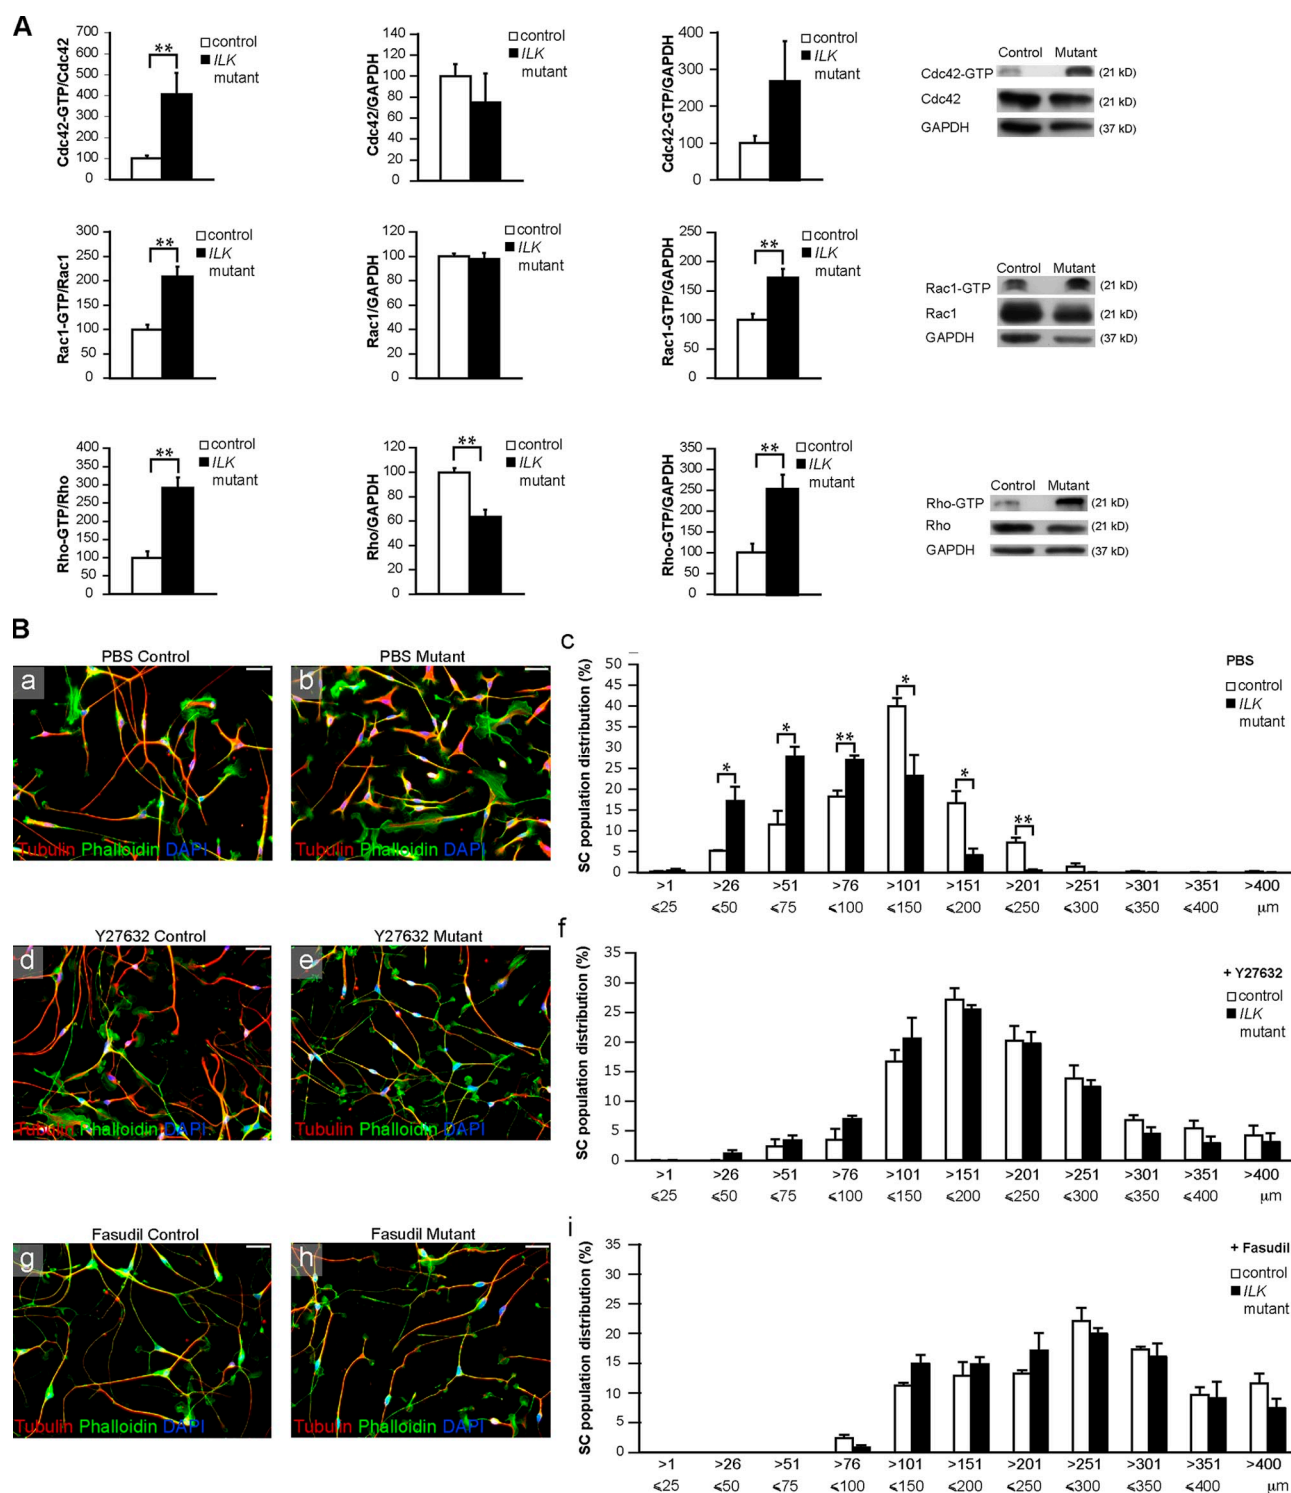 A
Cdc42-GTP/Cdc42
700
600
500
400
300
200
100
0
**
control
ILK
mutant
Cdc42/GAPDH
140
120
100
80
60
40
20
0
control
ILK
mutant
Cdc42-GTP/GAPDH
400
300
200
100
0
control
ILK
mutant
Control Mutant
Cdc42-GTP (21 kD)
Cdc42 (21 kD)
GAPDH (37 kD)
Rac1-GTP/Rac1
300
250
200
150
100
50
0
**
control
ILK
mutant
Rac1/GAPDH
120
100
80
60
40
20
0
control
ILK
mutant
Rac1-GTP/GAPDH
250
200
150
100
50
0
**
control
ILK
mutant
Control Mutant
Rac1-GTP (21 kD)
Rac1 (21 kD)
GAPDH (37 kD)
Rho-GTP/Rho
400
350
300
250
200
150
100
50
0
**
control
ILK
mutant
Rho/GAPDH
120
100
80
60
40
20
0
**
control
ILK
mutant
Rho-GTP/GAPDH
350
300
250
200
150
100
50
0
**
control
ILK
mutant
Control Mutant
Rho-GTP (21 kD)
Rho (21 kD)
GAPDH (37 kD)
B
PBS Control
a
Tubulin Phalloidin DAPI
PBS Mutant
b
Tubulin Phalloidin DAPI
c
SC population distribution (%)
50
45
40
35
30
25
20
15
10
5
0
* * ** * * **
PBS
control
ILK
mutant
>1 >26 >51 >76 >101 >151 >201 >251 >301 >351 >400
⩽25 ⩽50 ⩽75 ⩽100 ⩽150 ⩽200 ⩽250 ⩽300 ⩽350 ⩽400 μm
Y27632 Control
d
Tubulin Phalloidin DAPI
Y27632 Mutant
e
Tubulin Phalloidin DAPI
f
SC population distribution (%)
35
30
25
20
15
10
5
0
+ Y27632
control
ILK
mutant
>1 >26 >51 >76 >101 >151 >201 >251 >301 >351 >400
⩽25 ⩽50 ⩽75 ⩽100 ⩽150 ⩽200 ⩽250 ⩽300 ⩽350 ⩽400 μm
Fasudil Control
g
Tubulin Phalloidin DAPI
Fasudil Mutant
h
Tubulin Phalloidin DAPI
i
SC population distribution (%)
35
30
25
20
15
10
5
0
+ Fasudil
control
ILK
mutant
>1 >26 >51 >76 >101 >151 >201 >251 >301 >351 >400
⩽25 ⩽50 ⩽75 ⩽100 ⩽150 ⩽200 ⩽250 ⩽300 ⩽350 ⩽400 μm